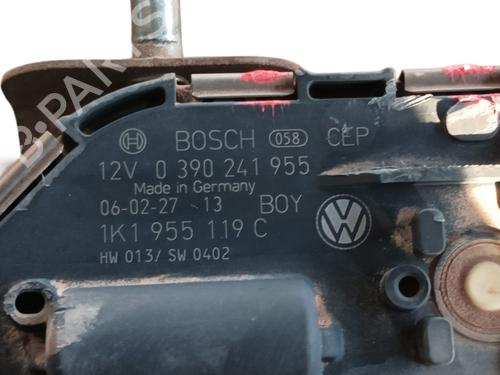 B-PARTS
BOSCH 058 CEP
12V 0 390 241 955
Made in Germany
06-02-27 13 BOY
1K1 955 119 C
HW 013/ SW 0402